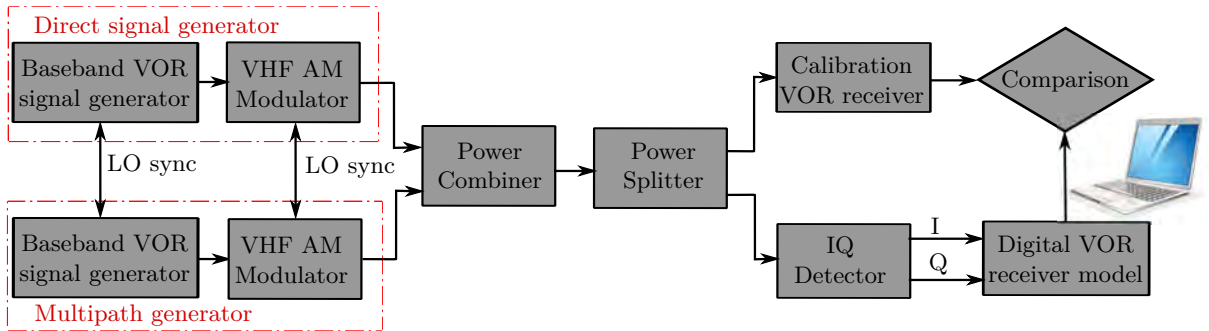 Direct signal generator
Baseband VOR
signal generator
VHF AM
Modulator
LO sync
LO sync
Baseband VOR
signal generator
VHF AM
Modulator
Multipath generator
Power
Combiner
Power
Splitter
Calibration
VOR receiver
Comparison
IQ
Detector
I
Q
Digital VOR
receiver model